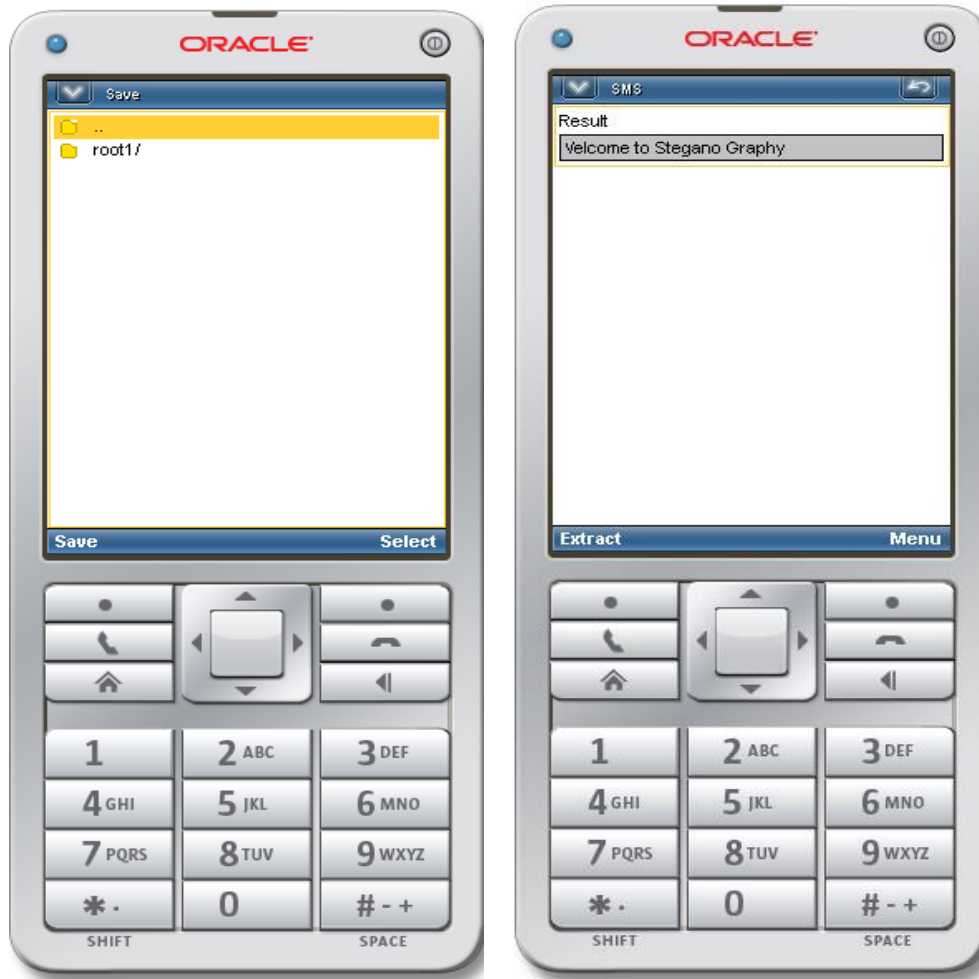 ORACLE
Save
..
root1/
Save Select
1 2 ABC 3 DEF
4 GHI 5 JKL 6 MNO
7 PQRS 8 TUV 9 WXYZ
* . 0 # - +
SHIFT SPACE
ORACLE
SMS
Result
Velcome to Stegano Graphy
Extract Menu
1 2 ABC 3 DEF
4 GHI 5 JKL 6 MNO
7 PQRS 8 TUV 9 WXYZ
* . 0 # - +
SHIFT SPACE